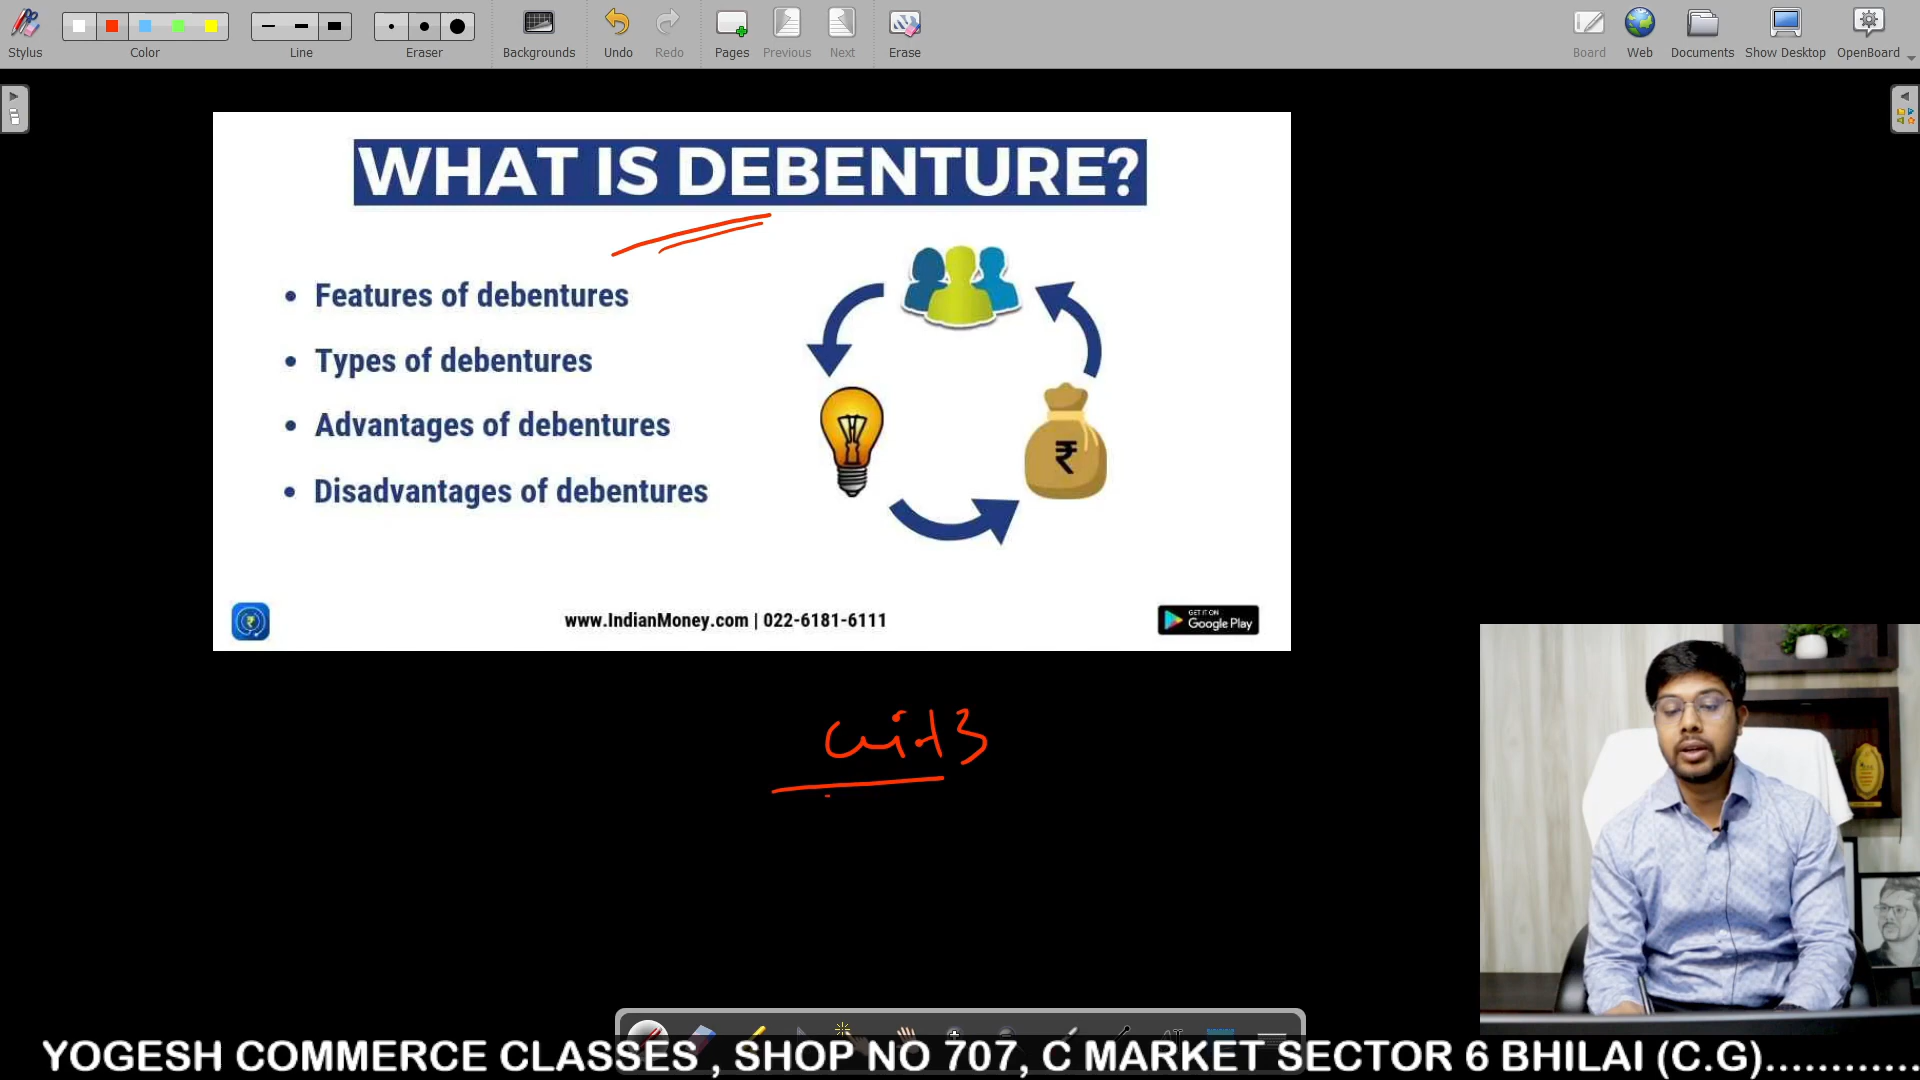 Stylus Color Line Eraser Backgrounds Undo Redo Pages Previous Next Erase Board Web Documents Show Desktop OpenBoard
WHAT IS DEBENTURE?
• Features of debentures
• Types of debentures
• Advantages of debentures
• Disadvantages of debentures
₹
www.IndianMoney.com | 022-6181-6111
GET IT ON
Google Play
YOGESH COMMERCE CLASSES , SHOP NO 707, C MARKET SECTOR 6 BHILAI (C.G)............